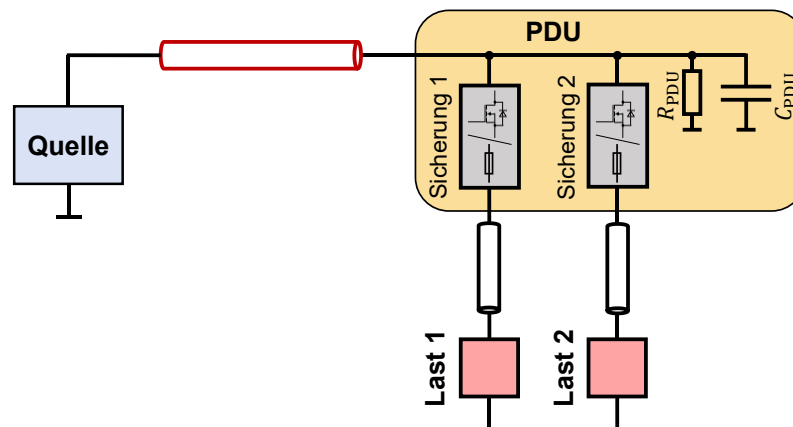 PDU
Quelle
Sicherung 1
Sicherung 2
R_PDU
C_PDU
Last 1
Last 2